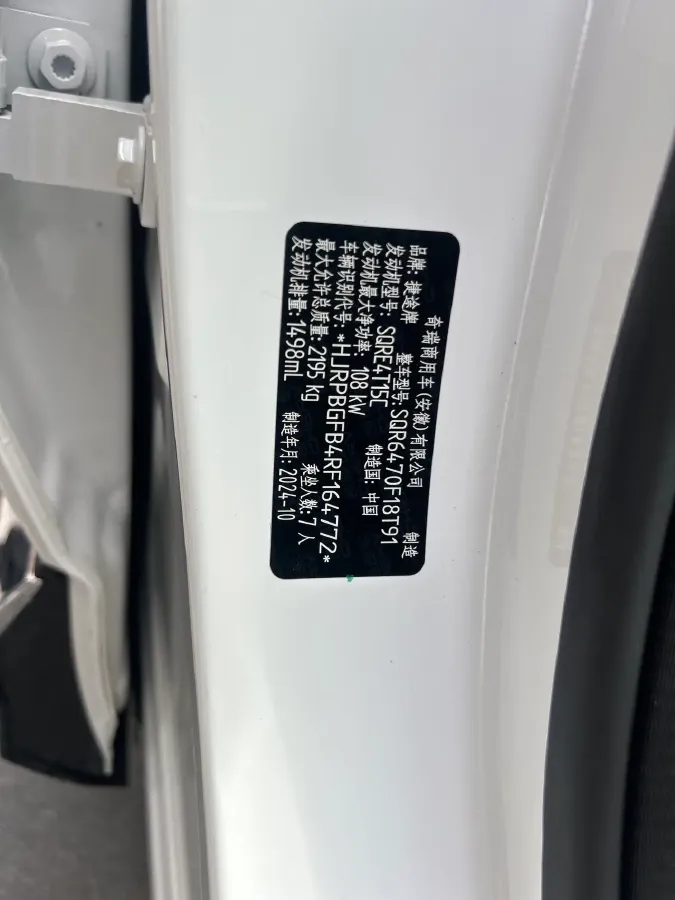 奇瑞商用车(安徽)有限公司 制造
品牌: 捷途牌 整车型号: SQR6470F18T91
发动机型号: SQRE4T15C 制造国: 中国
发动机最大净功率: 108 kW
车辆识别代号: *HJRPBGFB4RF164772*
最大允许总质量: 2195 kg 乘坐人数: 7 人
发动机排量: 1498mL 制造年月: 2024-10